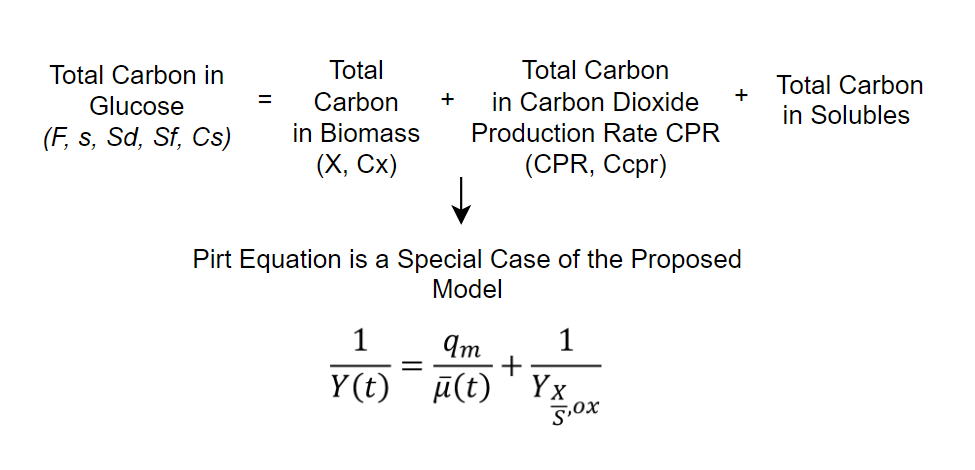 Total Carbon in
Glucose
(F, s, Sd, Sf, Cs)
=
Total
Carbon
in Biomass
(X, Cx)
+
Total Carbon
in Carbon Dioxide
Production Rate CPR
(CPR, Ccpr)
+
Total Carbon
in Solubles
Pirt Equation is a Special Case of the Proposed
Model
1/Y(t) = qₘ/μ̄(t) + 1/Y_{X/S,ox}